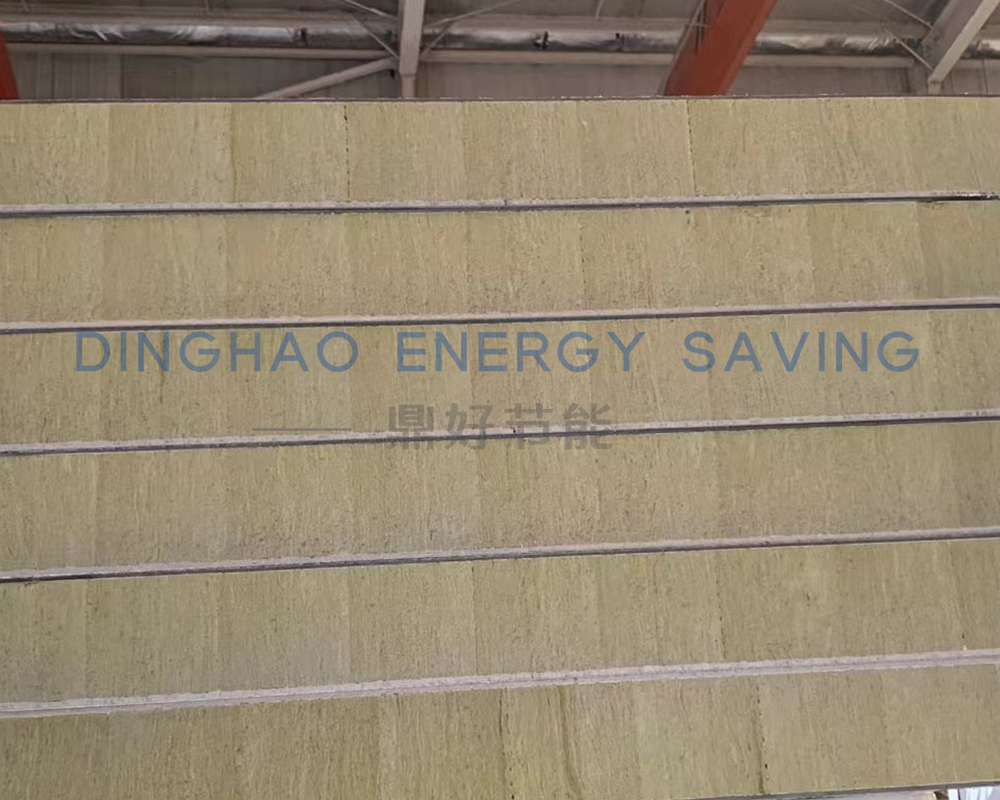 DINGHAO ENERGY SAVING
鼎好节能